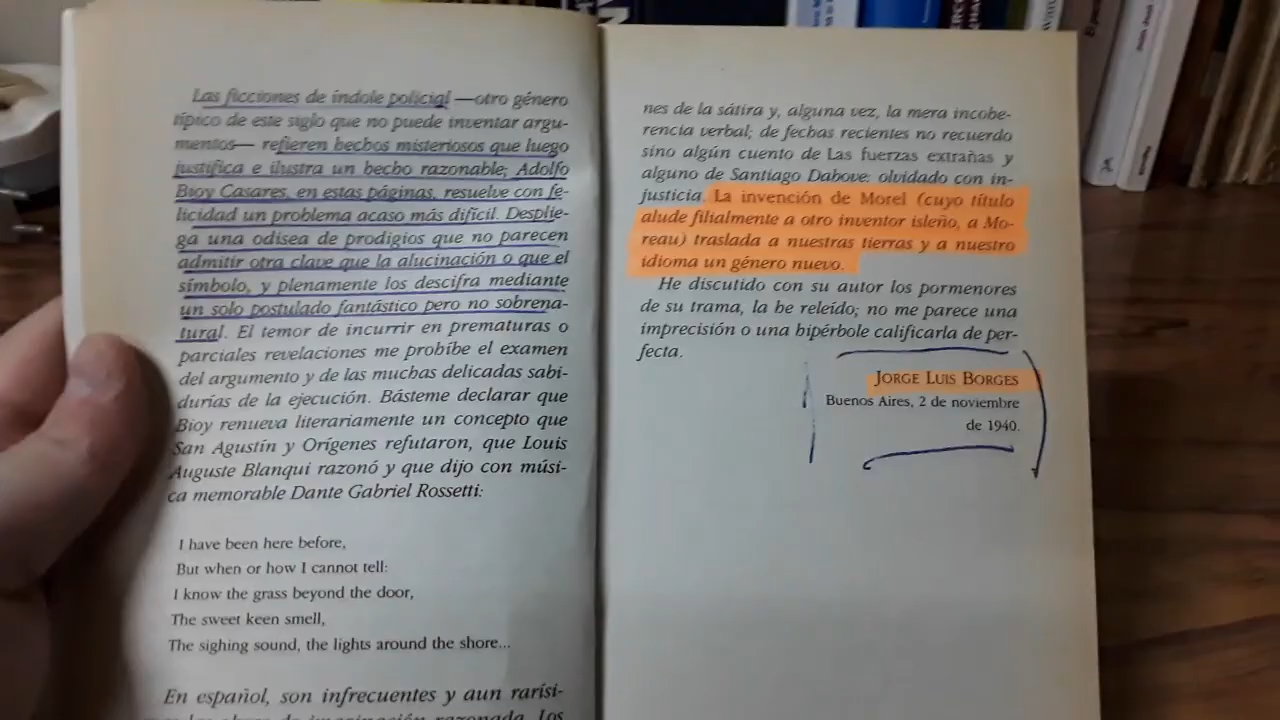 Las ficciones de índole policial —otro género
típico de este siglo que no puede inventar argu-
mentos— refieren hechos misteriosos que luego
justifica e ilustra un hecho razonable; Adolfo
Bioy Casares, en estas páginas, resuelve con fe-
licidad un problema acaso más difícil. Desplie-
ga una odisea de prodigios que no parecen
admitir otra clave que la alucinación o que el
símbolo, y plenamente los descifra mediante
un solo postulado fantástico pero no sobrena-
tural. El temor de incurrir en prematuras o
parciales revelaciones me prohíbe el examen
del argumento y de las muchas delicadas sabi-
durías de la ejecución. Básteme declarar que
Bioy renueva literariamente un concepto que
San Agustín y Orígenes refutaron, que Louis
Auguste Blanqui razonó y que dijo con músi-
ca memorable Dante Gabriel Rossetti:
I have been here before,
But when or how I cannot tell:
I know the grass beyond the door,
The sweet keen smell,
The sighing sound, the lights around the shore...
En español, son infrecuentes y aun rarísi-
mas las obras de imaginación razonada. Los
nes de la sátira y, alguna vez, la mera incohe-
rencia verbal; de fechas recientes no recuerdo
sino algún cuento de Las fuerzas extrañas y
alguno de Santiago Dabove: olvidado con in-
justicia. La invención de Morel (cuyo título
alude filialmente a otro inventor isleño, a Mo-
reau) traslada a nuestras tierras y a nuestro
idioma un género nuevo.
He discutido con su autor los pormenores
de su trama, la he releído; no me parece una
imprecisión o una hipérbole calificarla de per-
fecta.
JORGE LUIS BORGES
Buenos Aires, 2 de noviembre
de 1940.